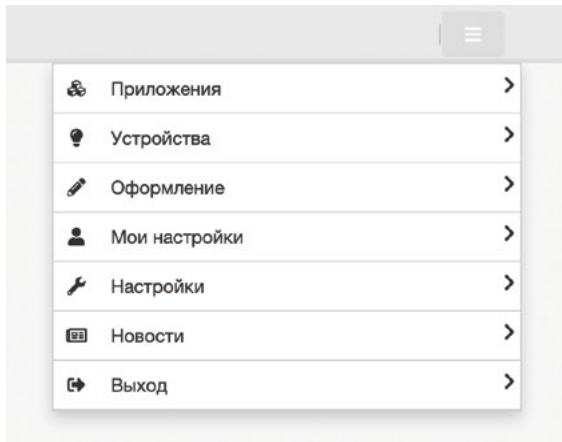 Приложения
Устройства
Оформление
Мои настройки
Настройки
Новости
Выход